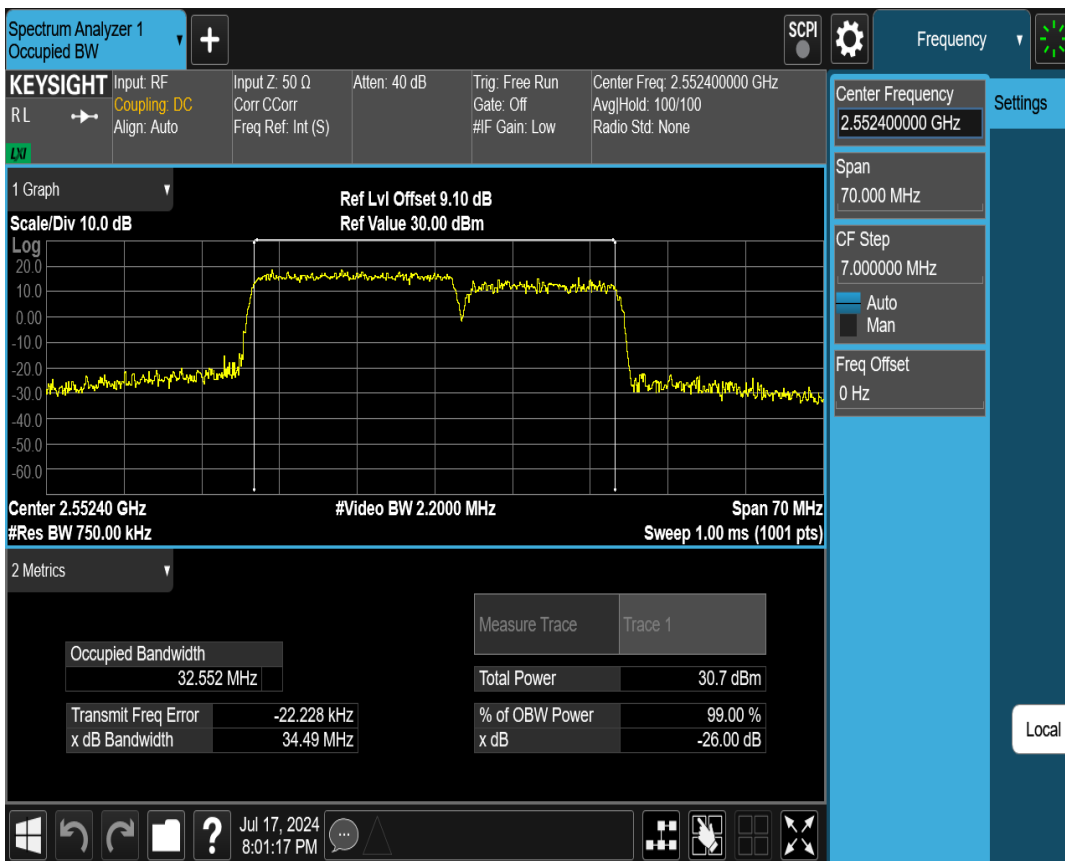 Spectrum Analyzer 1
Occupied BW
+
SCPI
Frequency
KEYSIGHT
RL
LXI
Input: RF
Coupling: DC
Align: Auto
Input Z: 50 Ω
Corr CCorr
Freq Ref: Int (S)
Atten: 40 dB
Trig: Free Run
Gate: Off
#IF Gain: Low
Center Freq: 2.552400000 GHz
Avg|Hold: 100/100
Radio Std: None
Center Frequency
2.552400000 GHz
Settings
Span
70.000 MHz
CF Step
7.000000 MHz
Auto
Man
Freq Offset
0 Hz
Local
1 Graph
Scale/Div 10.0 dB
Ref Lvl Offset 9.10 dB
Ref Value 30.00 dBm
Log
20.0
10.0
0.00
-10.0
-20.0
-30.0
-40.0
-50.0
-60.0
Center 2.55240 GHz
#Video BW 2.2000 MHz
Span 70 MHz
#Res BW 750.00 kHz
Sweep 1.00 ms (1001 pts)
2 Metrics
Measure Trace Trace 1
Occupied Bandwidth
32.552 MHz
Total Power 30.7 dBm
Transmit Freq Error -22.228 kHz
% of OBW Power 99.00 %
x dB Bandwidth 34.49 MHz
x dB -26.00 dB
?
Jul 17, 2024
8:01:17 PM